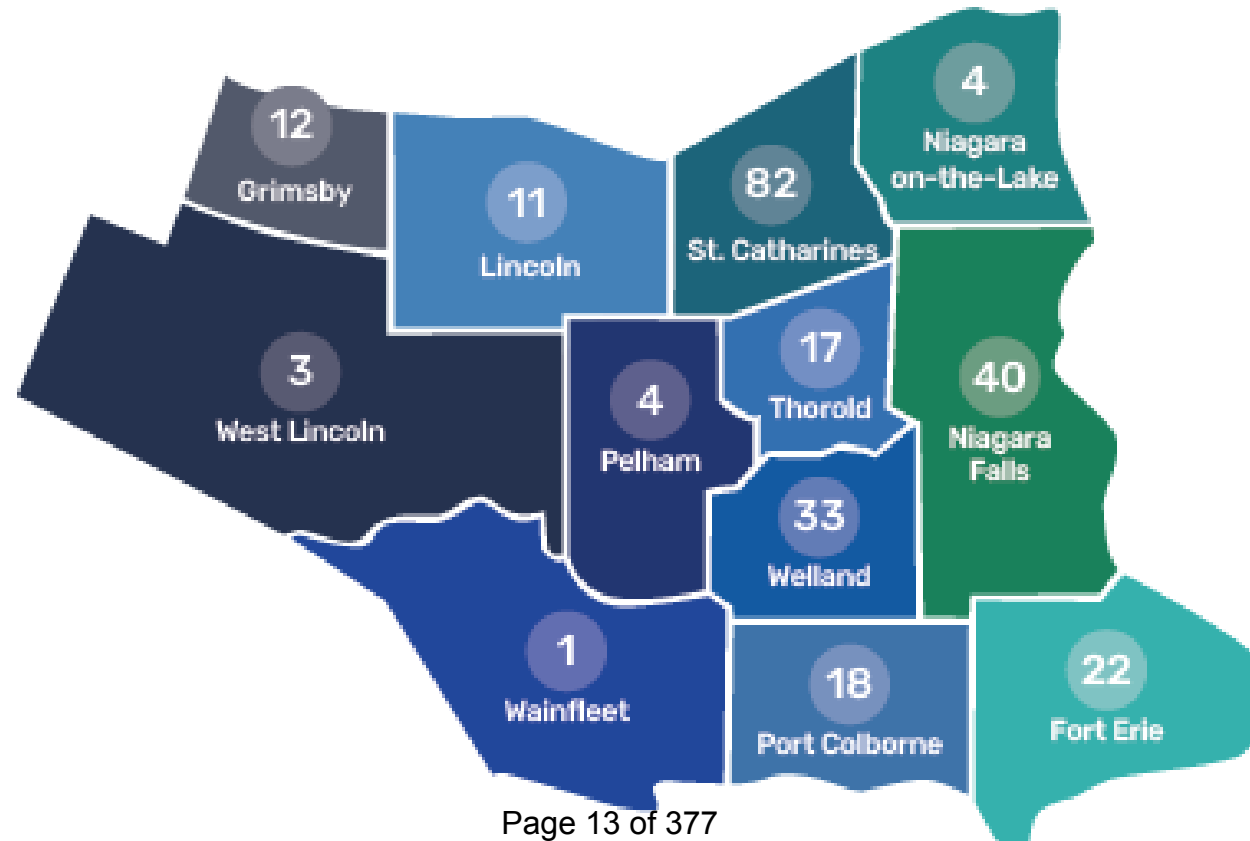 4
Niagara
on-the-Lake
12
Grimsby
11
Lincoln
82
St. Catharines
3
West Lincoln
4
Pelham
17
Thorold
40
Niagara
Falls
33
Welland
1
Wainfleet
18
Port Colborne
22
Fort Erie
Page 13 of 377